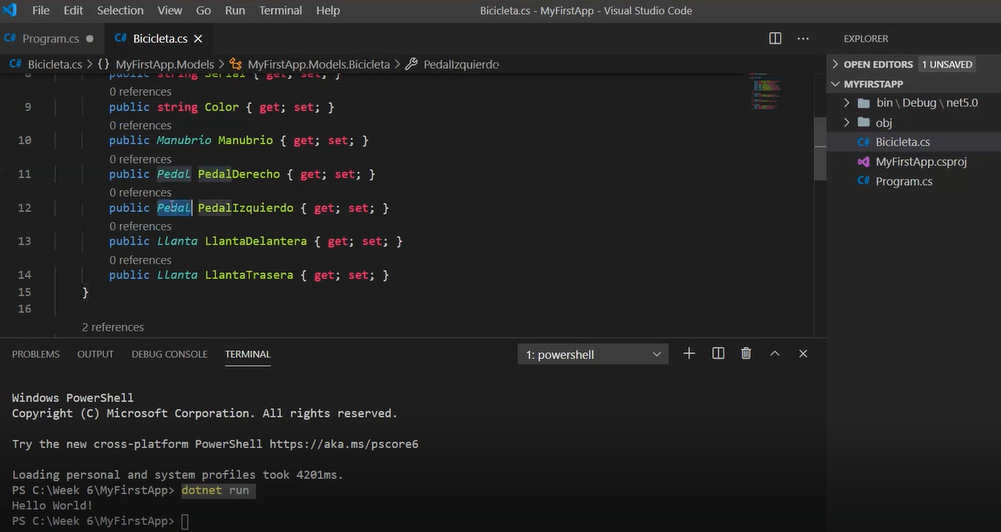 File Edit Selection View Go Run Terminal Help Bicicleta.cs - MyFirstApp - Visual Studio Code
C# Program.cs C# Bicicleta.cs
C# Bicicleta.cs > {} MyFirstApp.Models > MyFirstApp.Models.Bicicleta > PedalIzquierdo
8 public string Serial { get; set; }
0 references
9 public string Color { get; set; }
0 references
10 public Manubrio Manubrio { get; set; }
0 references
11 public Pedal PedalDerecho { get; set; }
0 references
12 public Pedal PedalIzquierdo { get; set; }
0 references
13 public Llanta LlantaDelantera { get; set; }
0 references
14 public Llanta LlantaTrasera { get; set; }
15 }
16
2 references
EXPLORER
OPEN EDITORS 1 UNSAVED
MYFIRSTAPP
bin \ Debug \ net5.0
obj
C# Bicicleta.cs
MyFirstApp.csproj
C# Program.cs
PROBLEMS OUTPUT DEBUG CONSOLE TERMINAL 1: powershell
Windows PowerShell
Copyright (C) Microsoft Corporation. All rights reserved.
Try the new cross-platform PowerShell https://aka.ms/pscore6
Loading personal and system profiles took 4201ms.
PS C:\Week 6\MyFirstApp> dotnet run
Hello World!
PS C:\Week 6\MyFirstApp>